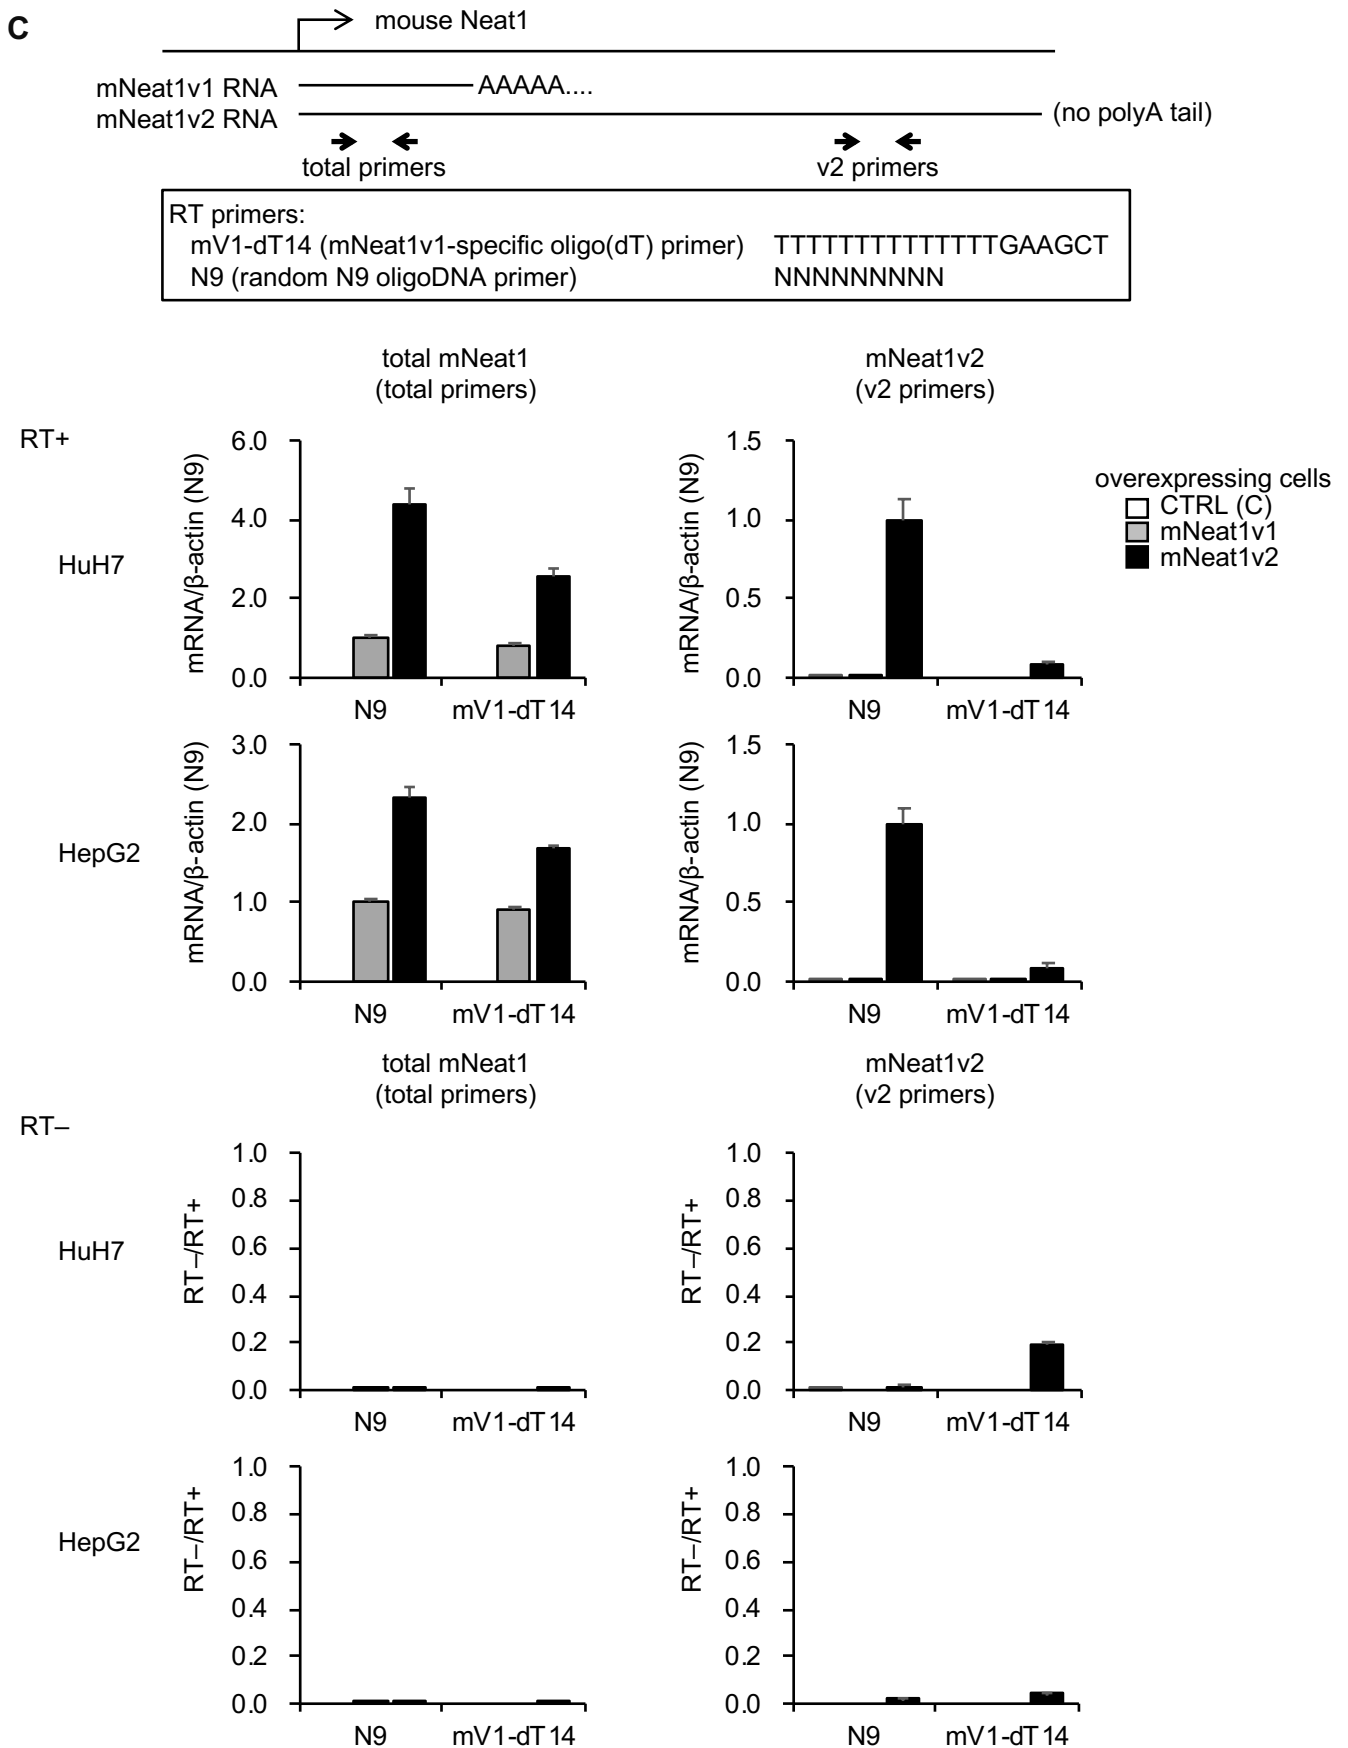 C
mouse Neat1
mNeat1v1 RNA AAAAA....
mNeat1v2 RNA (no polyA tail)
total primers v2 primers
RT primers:
mV1-dT14 (mNeat1v1-specific oligo(dT) primer) TTTTTTTTTTTTTTGAAGCT
N9 (random N9 oligoDNA primer) NNNNNNNNN
total mNeat1 mNeat1v2
(total primers) (v2 primers)
RT+
HuH7
mRNA/β-actin (N9)
6.0
4.0
2.0
0.0
N9 mV1-dT14
mRNA/β-actin (N9)
1.5
1.0
0.5
0.0
N9 mV1-dT14
overexpressing cells
CTRL (C)
mNeat1v1
mNeat1v2
HepG2
mRNA/β-actin (N9)
3.0
2.0
1.0
0.0
N9 mV1-dT14
mRNA/β-actin (N9)
1.5
1.0
0.5
0.0
N9 mV1-dT14
total mNeat1 mNeat1v2
(total primers) (v2 primers)
RT–
HuH7
RT–/RT+
1.0
0.8
0.6
0.4
0.2
0.0
N9 mV1-dT14
RT–/RT+
1.0
0.8
0.6
0.4
0.2
0.0
N9 mV1-dT14
HepG2
RT–/RT+
1.0
0.8
0.6
0.4
0.2
0.0
N9 mV1-dT14
RT–/RT+
1.0
0.8
0.6
0.4
0.2
0.0
N9 mV1-dT14